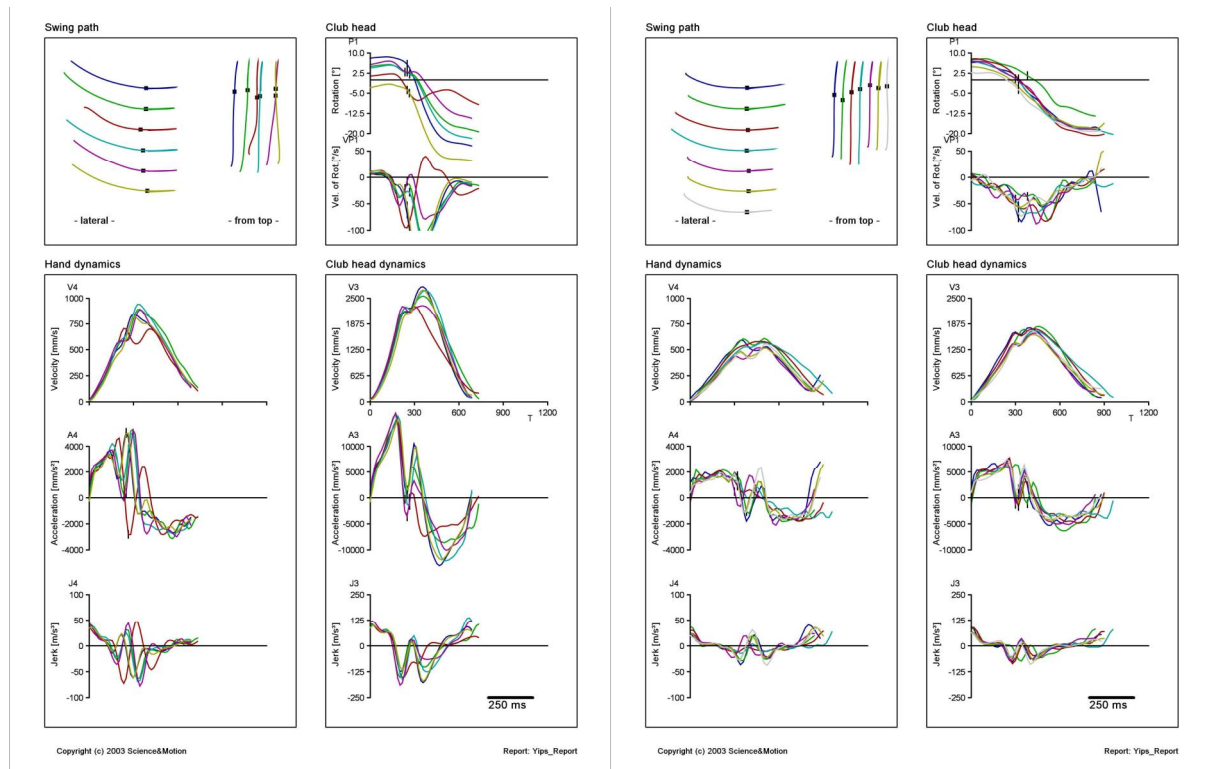 Swing path
- lateral -
- from top -
Club head
P1
Rotation [°]
10.0
2.5
-5.0
-20.0
VP1
Vel. of Rot.[°/s]
50
0
-50
-100
Hand dynamics
V4
Velocity [mm/s]
1000
750
500
250
0
A4
Acceleration [mm/s²]
4000
2000
0
-2000
-4000
J4
Jerk [m/s³]
100
50
0
-50
-100
Club head dynamics
V3
Velocity [mm/s]
2500
1875
1250
625
0
0 300 600 900 1200
T
A3
Acceleration [mm/s²]
10000
5000
0
-5000
-10000
J3
Jerk [m/s³]
250
125
0
-125
-250
250 ms
Copyright (c) 2003 Science&Motion
Report: Yips_Report
Swing path
- lateral -
- from top -
Club head
P1
Rotation [°]
10.0
2.5
-5.0
-20.0
VP1
Vel. of Rot.[°/s]
50
0
-50
-100
Hand dynamics
V4
Velocity [mm/s]
1000
750
500
250
0
A4
Acceleration [mm/s²]
4000
2000
0
-2000
-4000
J4
Jerk [m/s³]
100
50
0
-50
-100
Club head dynamics
V3
Velocity [mm/s]
2500
1875
1250
625
0
0 300 600 900 1200
T
A3
Acceleration [mm/s²]
10000
5000
0
-5000
-10000
J3
Jerk [m/s³]
250
125
0
-125
-250
250 ms
Copyright (c) 2003 Science&Motion
Report: Yips_Report